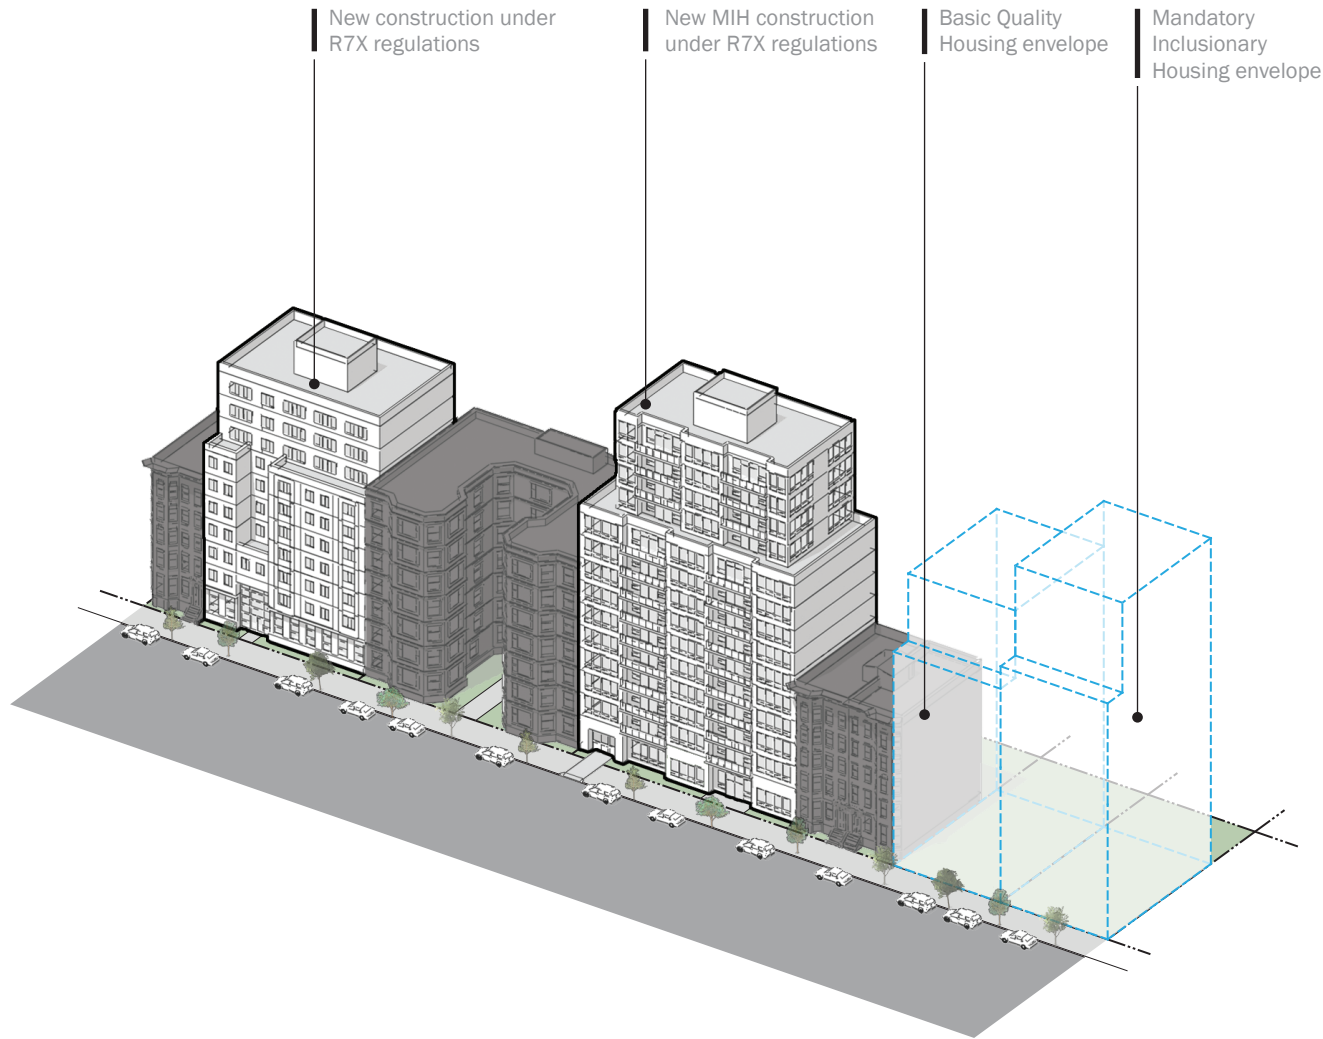 New construction under
R7X regulations
New MIH construction
under R7X regulations
Basic Quality
Housing envelope
Mandatory
Inclusionary
Housing envelope